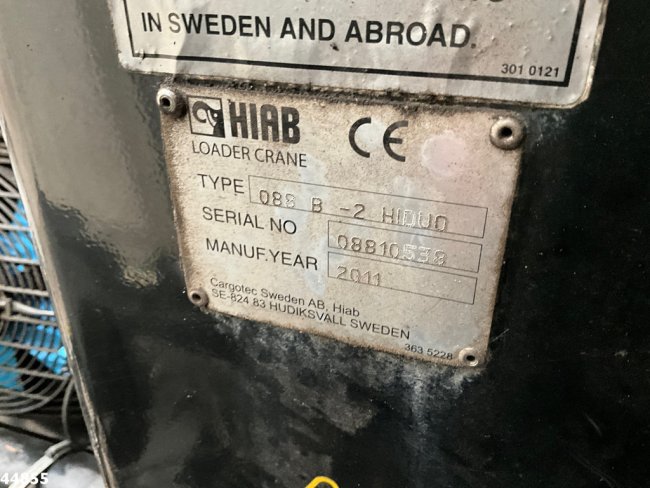 IN SWEDEN AND ABROAD.
301 0121
HIAB CE
LOADER CRANE
TYPE 088 B -2 HIDUO
SERIAL NO 08810538
MANUF.YEAR 2011
Cargotec Sweden AB, Hiab
SE-824 83 HUDIKSVALL SWEDEN
363 5228